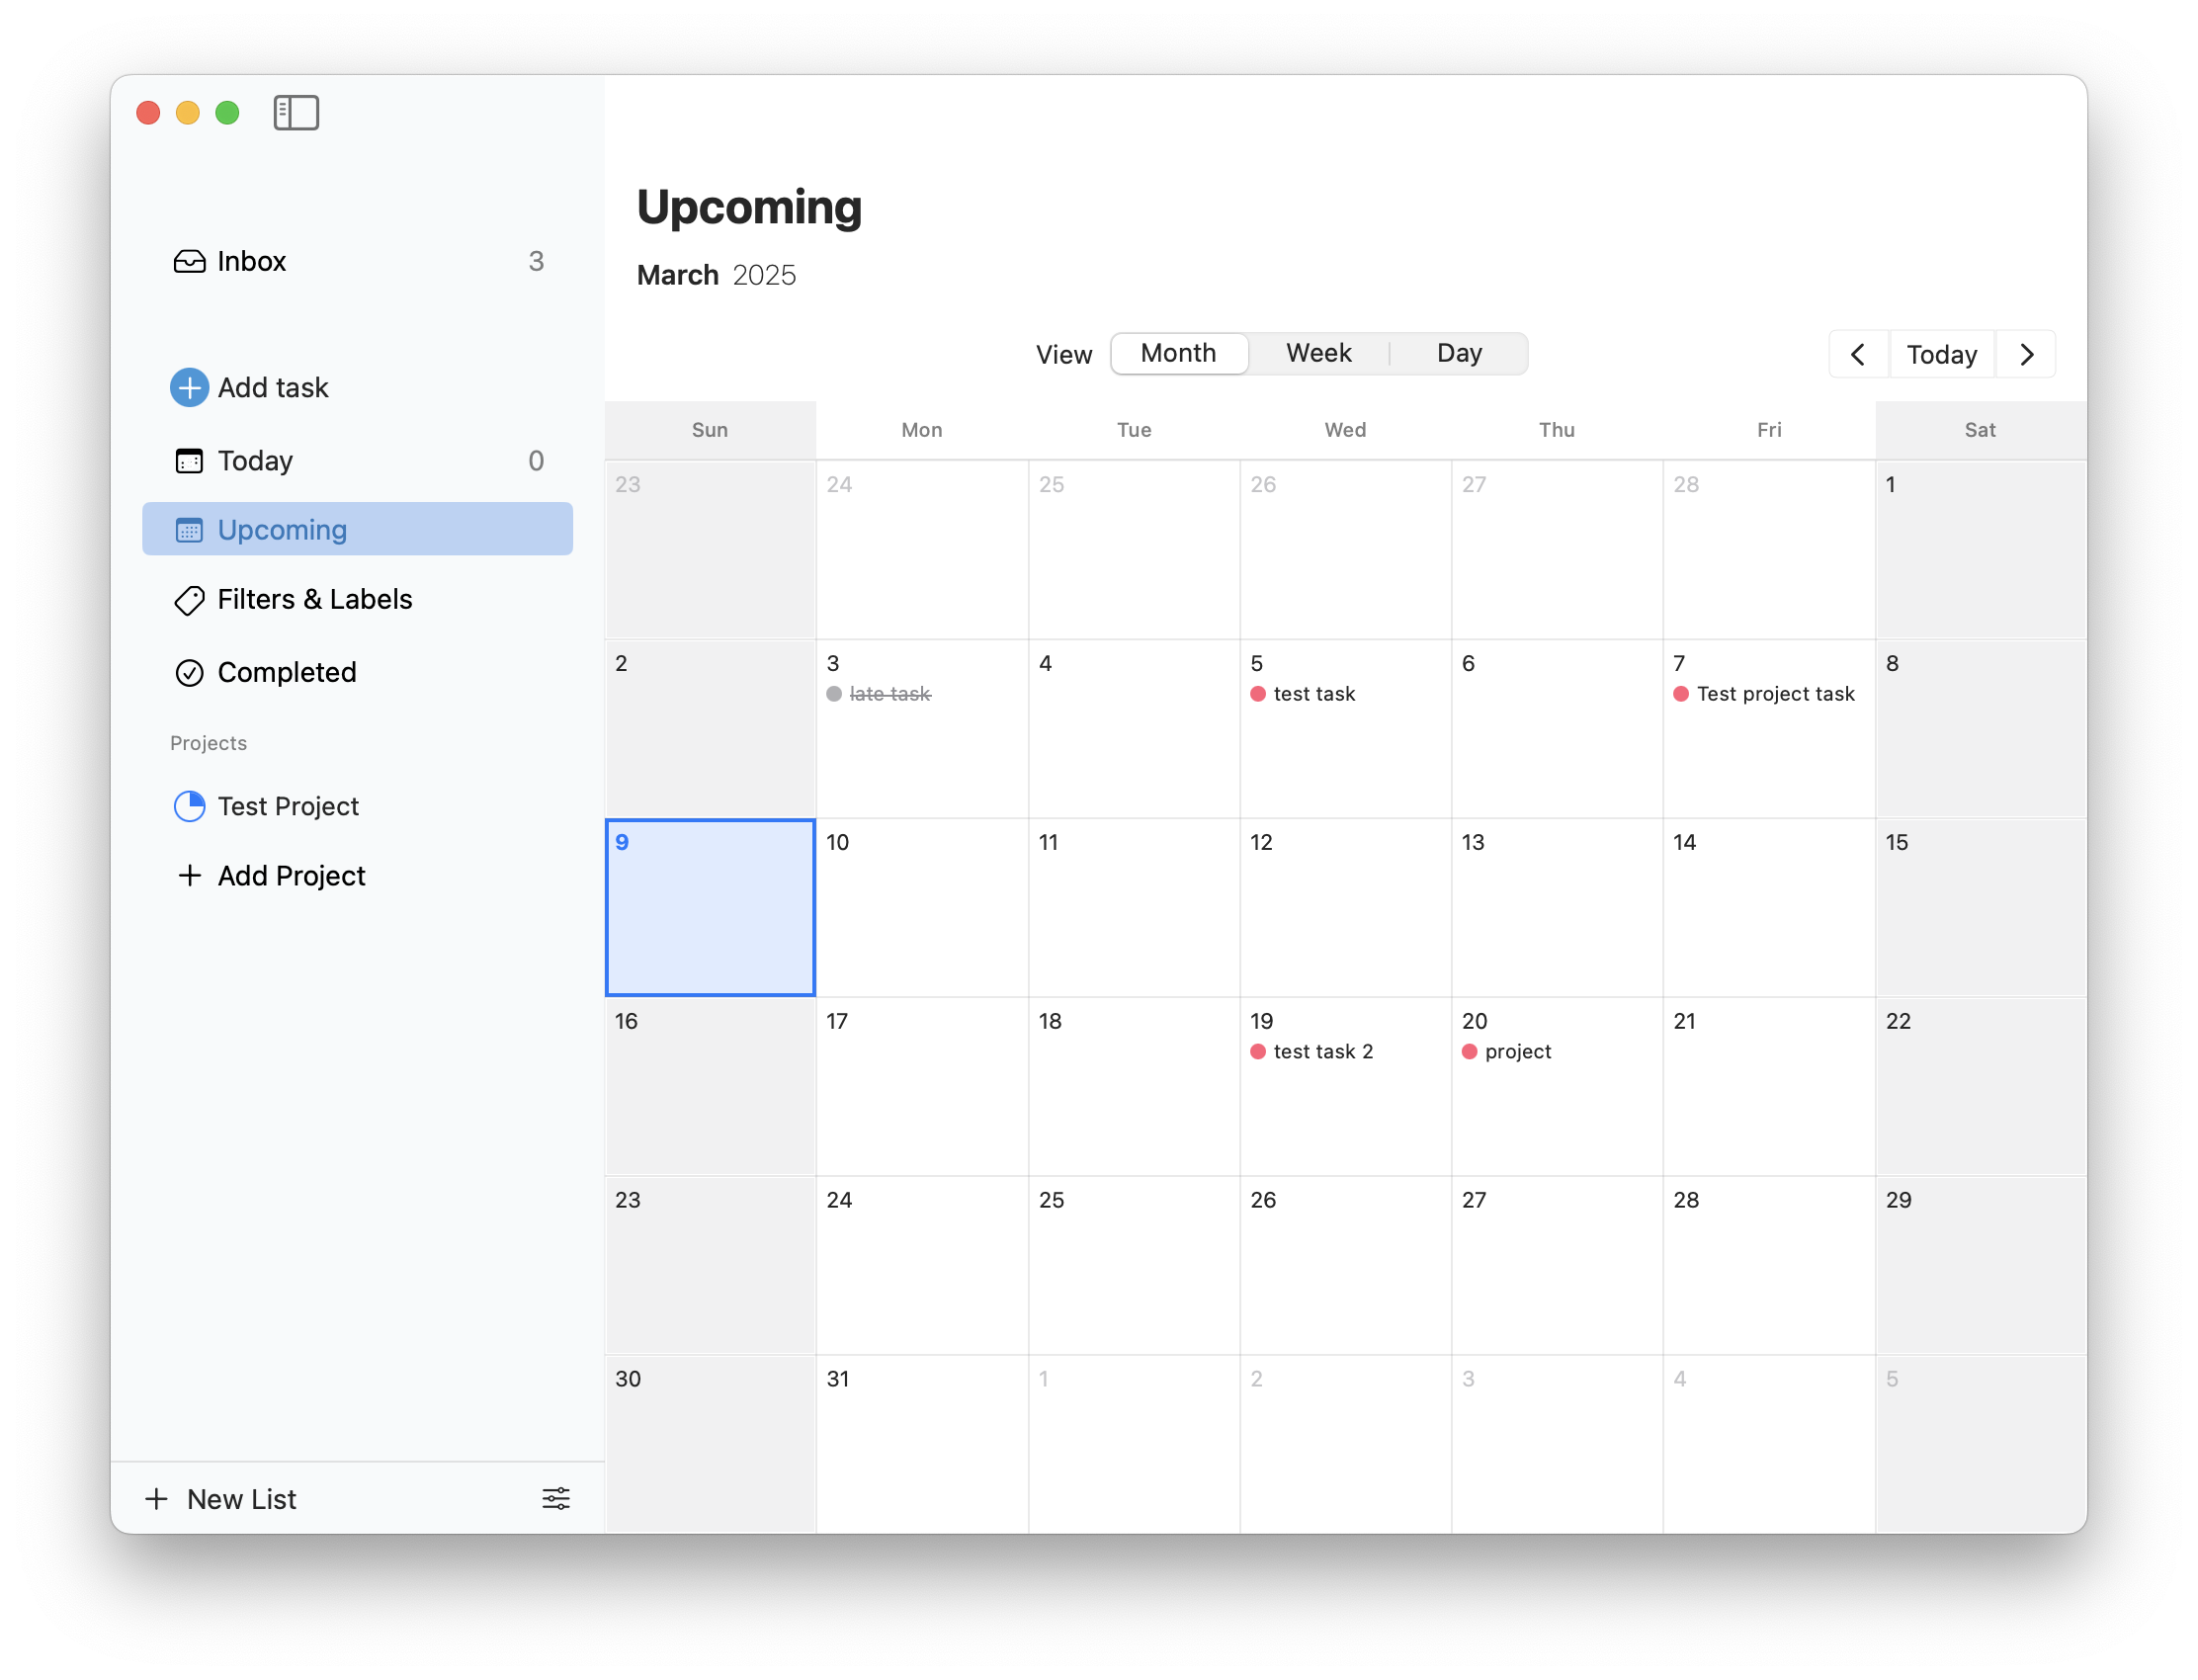 Inbox 3
Add task
Today 0
Upcoming
Filters & Labels
Completed
Projects
Test Project
Add Project
New List
Upcoming
March 2025
View Month Week Day
Today
Sun Mon Tue Wed Thu Fri Sat
23 24 25 26 27 28 1
2 3 4 5 6 7 8
late task test task Test project task
9 10 11 12 13 14 15
16 17 18 19 20 21 22
test task 2 project
23 24 25 26 27 28 29
30 31 1 2 3 4 5